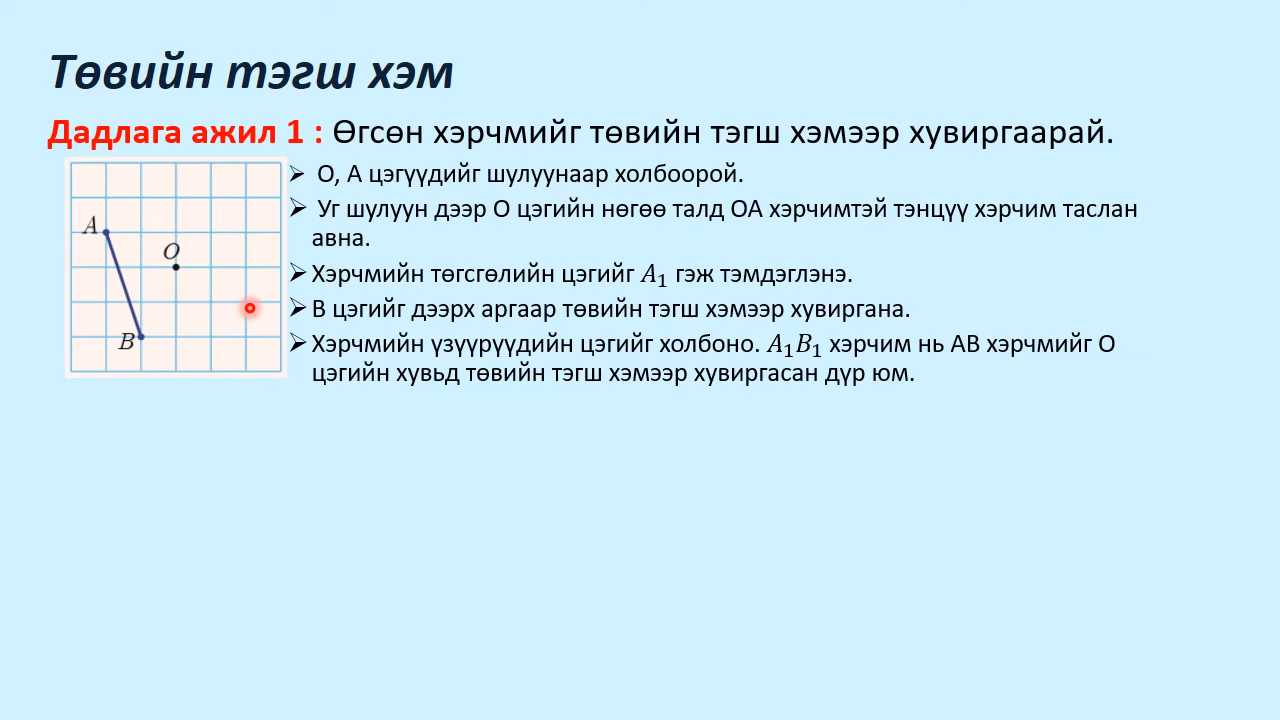 Төвийн тэгш хэм
Дадлага ажил 1 : Өгсөн хэрчмийг төвийн тэгш хэмээр хувиргаарай.
A
O
B
➢ О, А цэгүүдийг шулуунаар холбоорой.
➢ Уг шулуун дээр О цэгийн нөгөө талд ОА хэрчимтэй тэнцүү хэрчим таслан
авна.
➢ Хэрчмийн төгсгөлийн цэгийг A₁ гэж тэмдэглэнэ.
➢ В цэгийг дээрх аргаар төвийн тэгш хэмээр хувиргана.
➢ Хэрчмийн үзүүрүүдийн цэгийг холбоно. A₁B₁ хэрчим нь АВ хэрчмийг О
цэгийн хувьд төвийн тэгш хэмээр хувиргасан дүр юм.